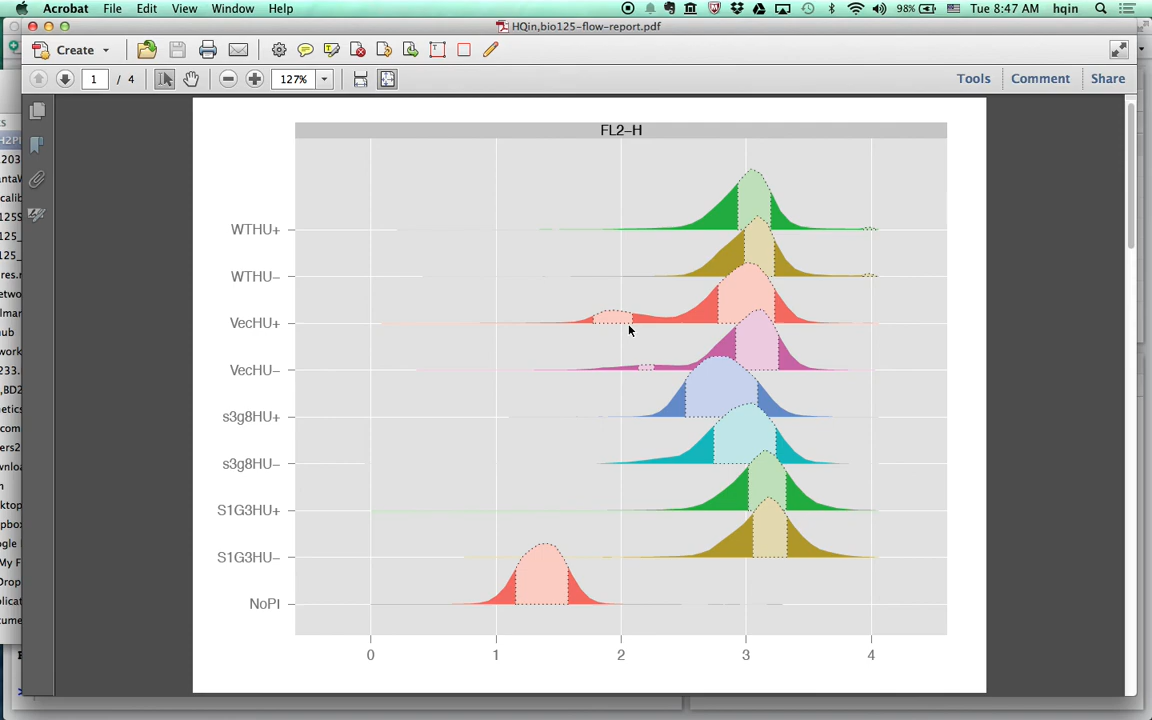 Acrobat File Edit View Window Help 98% Tue 8:47 AM hqin
HQin,bio125-flow-report.pdf
Create
1 / 4 127% Tools Comment Share
FL2-H
WTHU+
WTHU-
VecHU+
VecHU-
s3g8HU+
s3g8HU-
S1G3HU+
S1G3HU-
NoPI
0 1 2 3 4